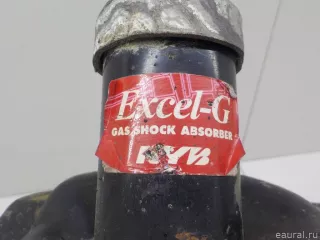 Excel-G
GAS SHOCK ABSORBER
KYB
© eaural.ru